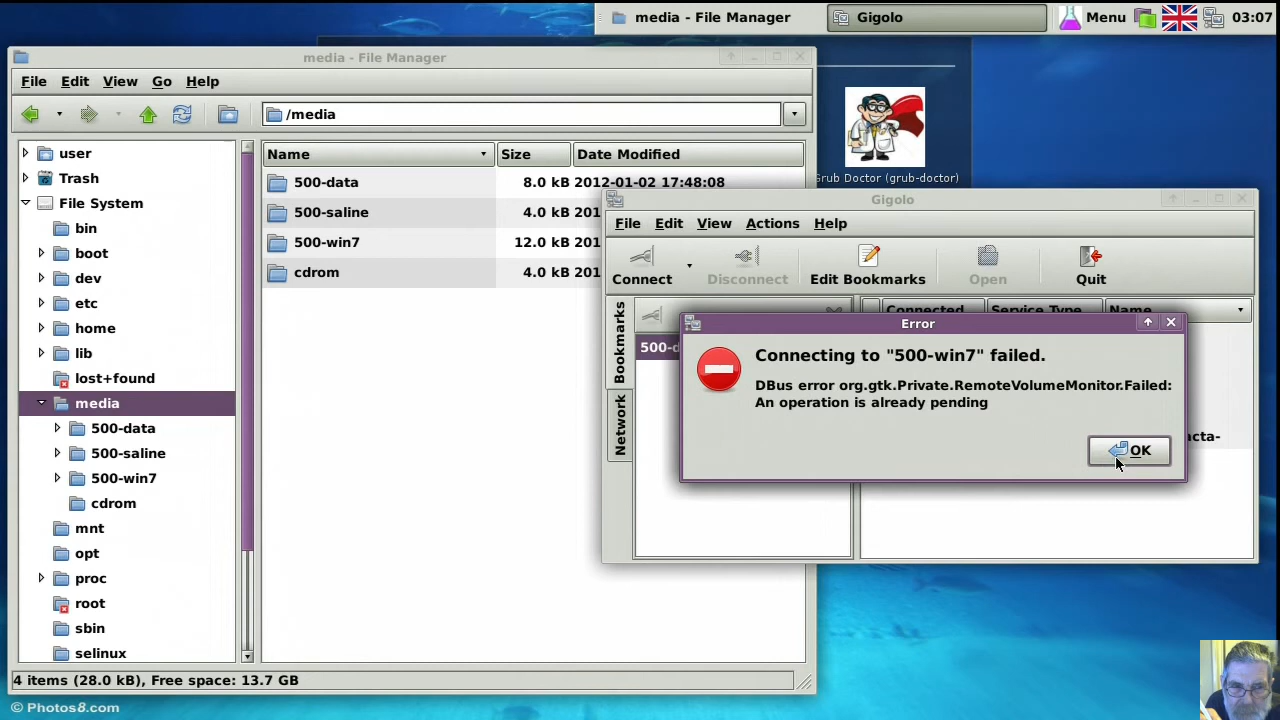 media - File Manager
Gigolo
Menu
03:07
media - File Manager
File Edit View Go Help
/media
user
Trash
File System
bin
boot
dev
etc
home
lib
lost+found
media
500-data
500-saline
500-win7
cdrom
mnt
opt
proc
root
sbin
selinux
Name Size Date Modified
500-data 8.0 kB 2012-01-02 17:48:08
500-saline 4.0 kB 201
500-win7 12.0 kB 201
cdrom 4.0 kB 201
4 items (28.0 kB), Free space: 13.7 GB
Grub Doctor (grub-doctor)
Gigolo
File Edit View Actions Help
Connect Disconnect Edit Bookmarks Open Quit
Bookmarks
Network
Connected Service Type Name
500-d
acta-
Error
Connecting to "500-win7" failed.
DBus error org.gtk.Private.RemoteVolumeMonitor.Failed:
An operation is already pending
OK
© Photos8.com